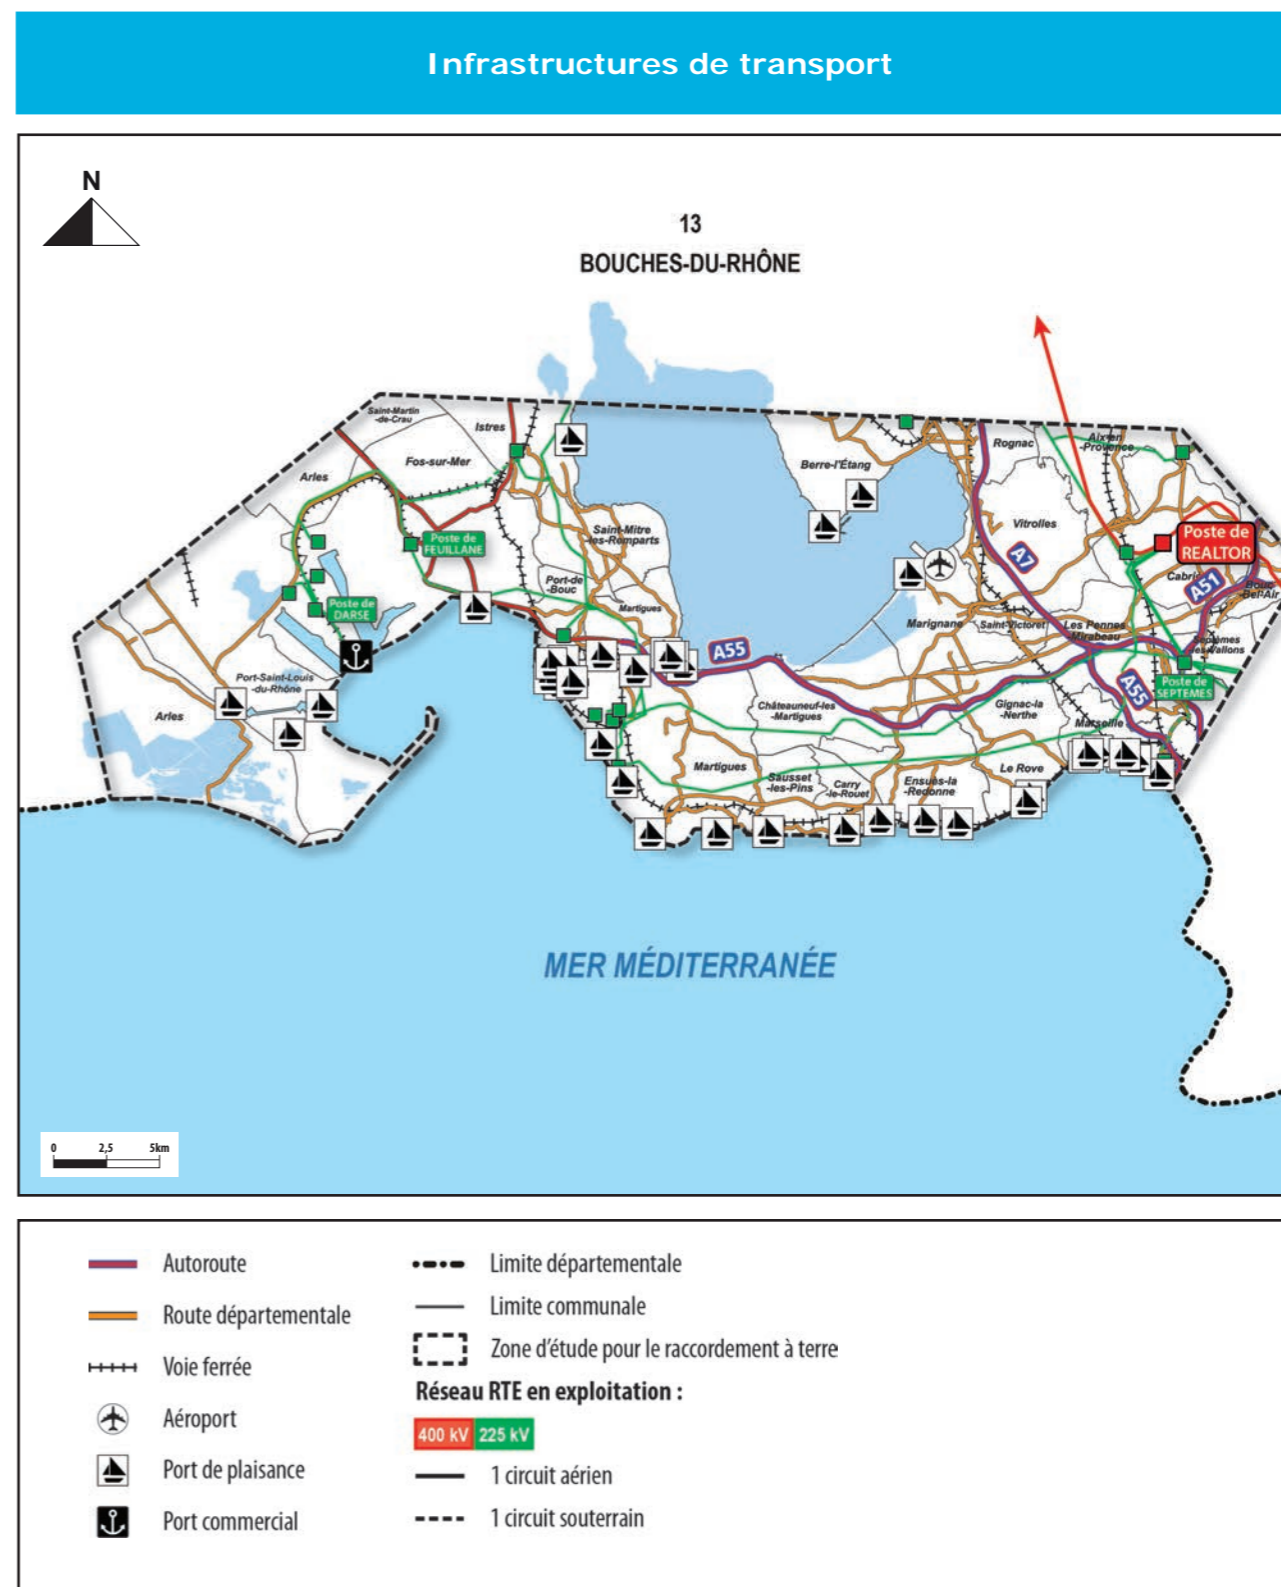 Infrastructures de transport
N
13
BOUCHES-DU-RHÔNE
Saint-Martin
-de-Crau
Istres
Fos-sur-Mer
Arles
Berre-l'Étang
Rognac
Aix-en
-Provence
Vitrolles
Saint-Mitre
-les-Remparts
Poste de
FEUILLANE
Poste de
REALTOR
A7
Port-de
-Bouc
Poste de
DARSE
Martigues
A51
Bouc
-Bel-Air
Marignane
Saint-Victoret
Les Pennes
-Mirabeau
Septèmes
-les-Vallons
A55
Poste de
SEPTEMES
Port-Saint-Louis
-du-Rhône
Arles
A55
Châteauneuf-les
-Martigues
Gignac-la
-Nerthe
Marseille
Martigues
Sausset
-les-Pins
Carry
-le-Rouet
Ensuès-la
-Redonne
Le Rove
MER MÉDITERRANÉE
0 2,5 5km
Autoroute
Route départementale
Voie ferrée
Aéroport
Port de plaisance
Port commercial
Limite départementale
Limite communale
Zone d'étude pour le raccordement à terre
Réseau RTE en exploitation :
400 kV 225 kV
1 circuit aérien
1 circuit souterrain